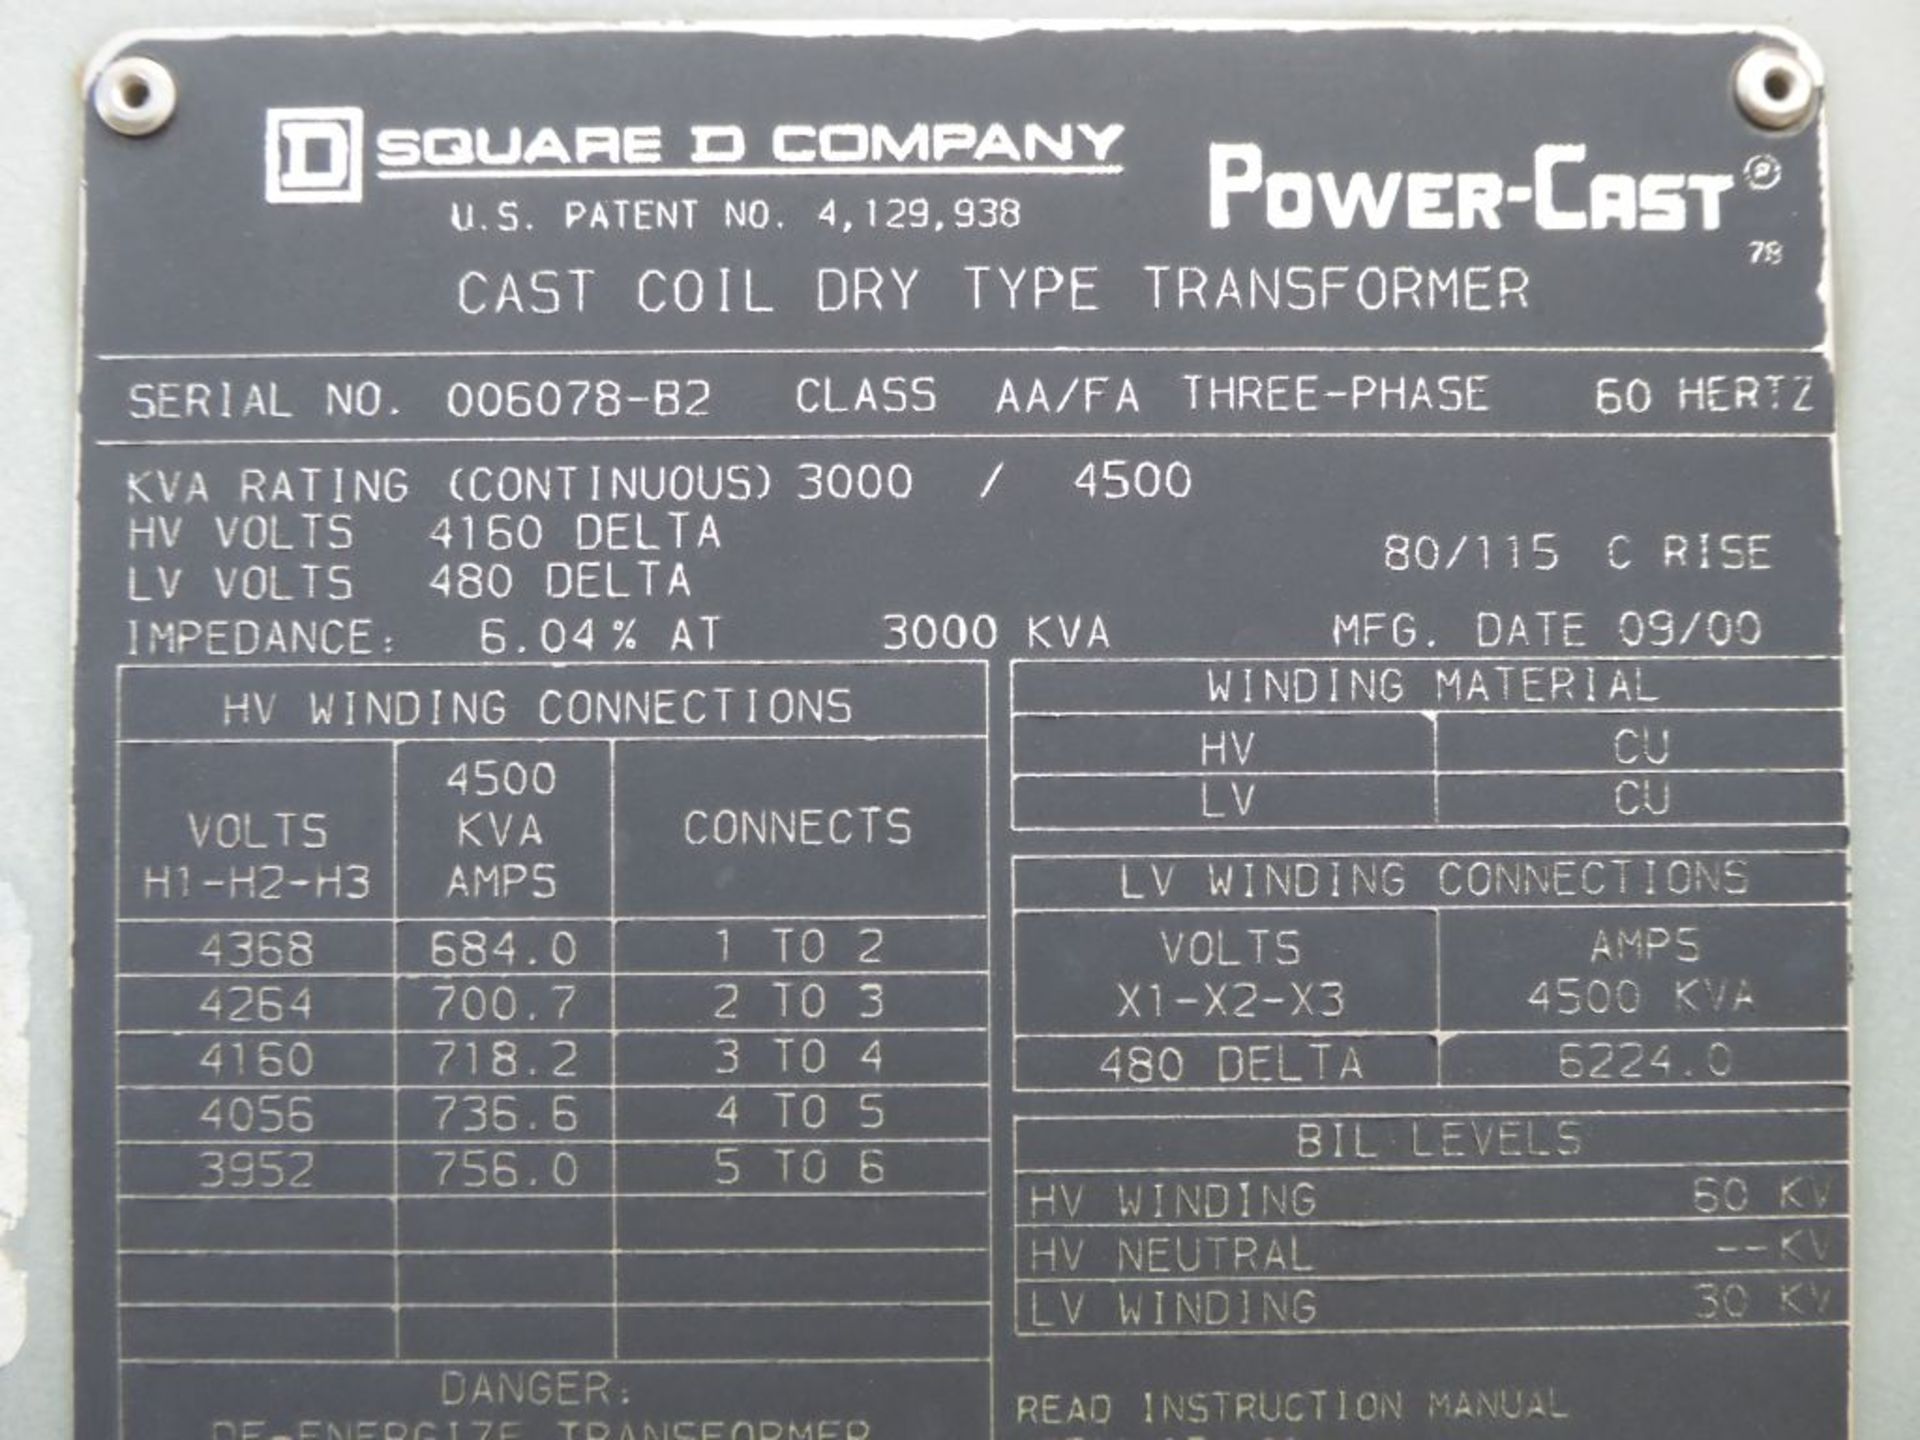 D SQUARE D COMPANY
U.S. PATENT NO. 4,129,938
POWER-CAST ®
78
CAST COIL DRY TYPE TRANSFORMER
SERIAL NO. 006078-B2 CLASS AA/FA THREE-PHASE 60 HERTZ
KVA RATING (CONTINUOUS) 3000 / 4500
HV VOLTS 4160 DELTA
80/115 C RISE
LV VOLTS 480 DELTA
IMPEDANCE: 6.04% AT 3000 KVA MFG. DATE 09/00
HV WINDING CONNECTIONS
VOLTS H1-H2-H3
4500 KVA AMPS
CONNECTS
4368 684.0 1 TO 2
4264 700.7 2 TO 3
4160 718.2 3 TO 4
4056 736.6 4 TO 5
3952 756.0 5 TO 6
DANGER:
DE-ENERGIZE TRANSFORMER
WINDING MATERIAL
HV CU
LV CU
LV WINDING CONNECTIONS
VOLTS AMPS
X1-X2-X3 4500 KVA
480 DELTA 6224.0
BIL LEVELS
HV WINDING 60 KV
HV NEUTRAL --KV
LV WINDING 30 KV
READ INSTRUCTION MANUAL